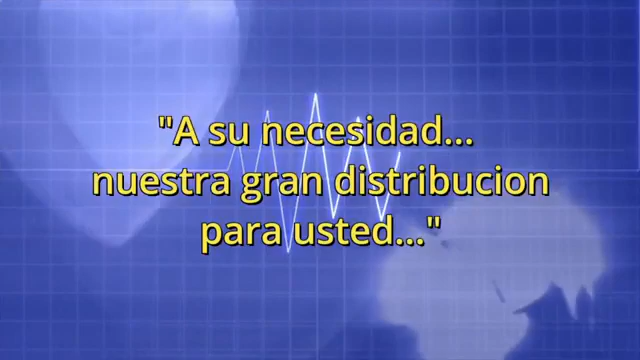 "A su necesidad...
nuestra gran distribucion
para usted..."